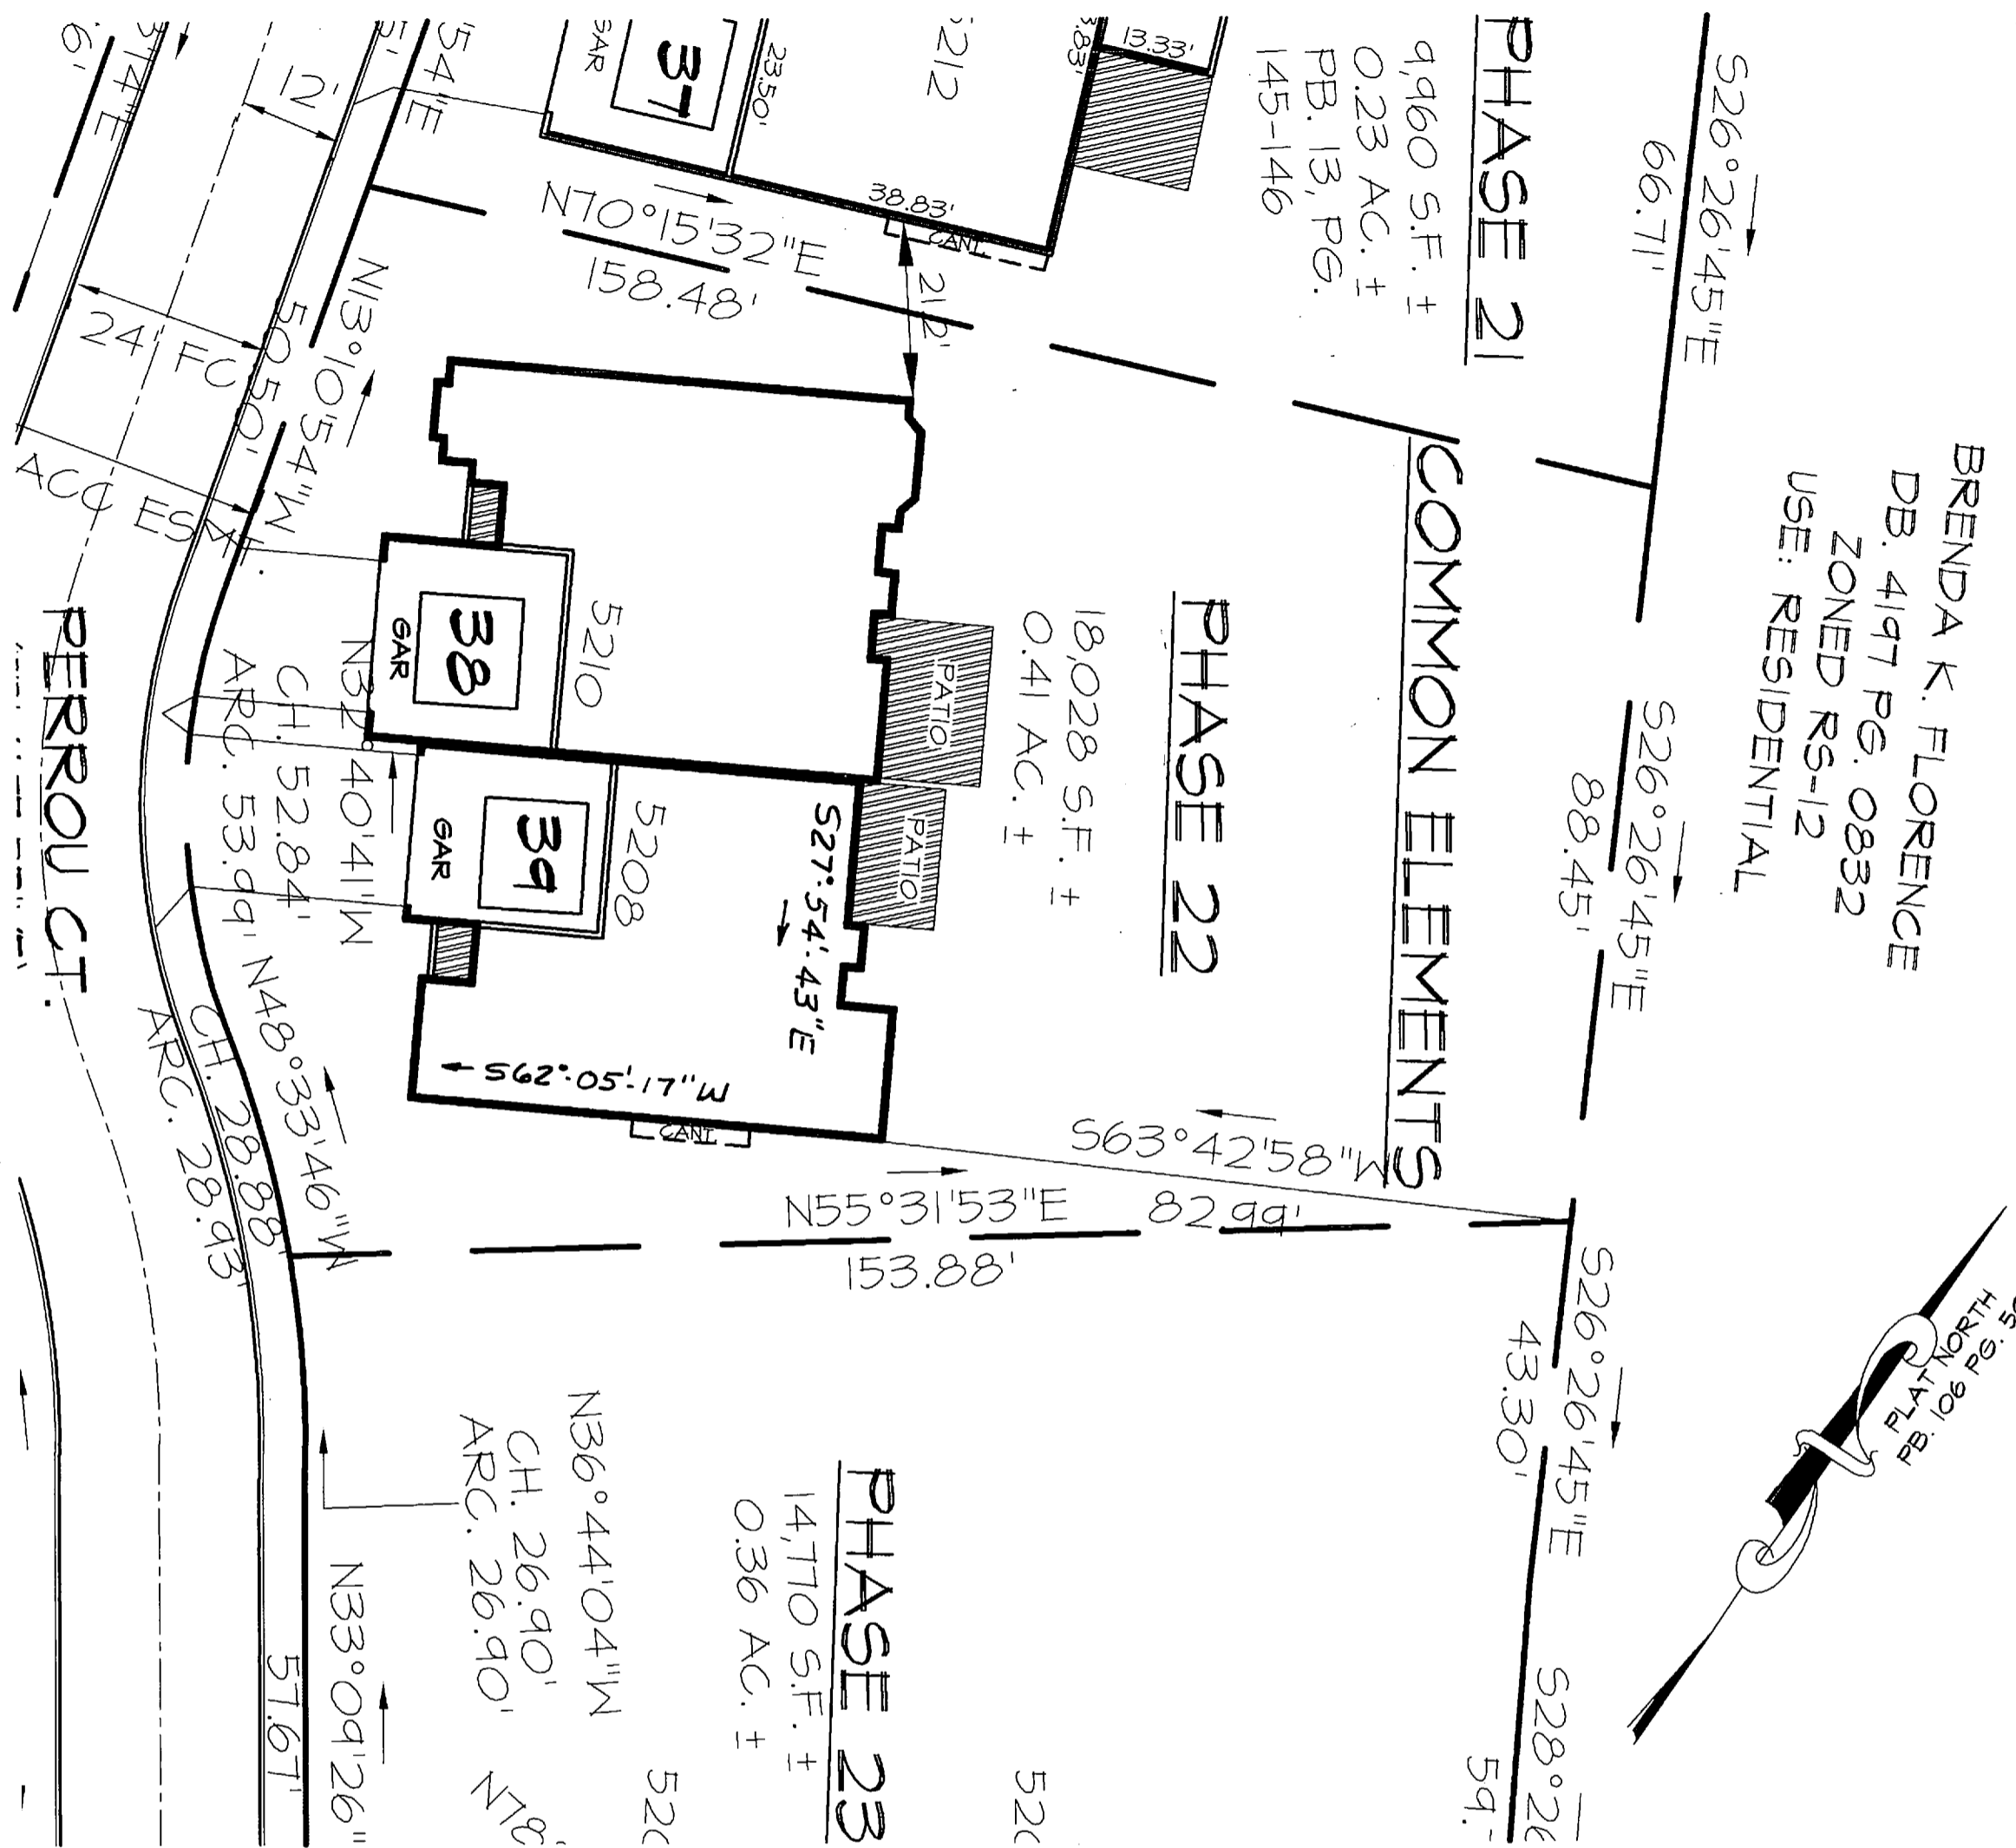 BRENDA K. FLORENCE
DB. 4197 PG. 0832
ZONED RS-12
USE: RESIDENTIAL
S26°26'45"E
66.71'
S26°26'45"E
88.45'
S26°26'45"E
43.30'
PLAT NORTH
COMMON ELEMENTS
PHASE 21
9,960 S.F. ±
0.23 AC. ±
PB. 13, PG.
145-146
PHASE 22
18,028 S.F. ±
0.41 AC. ±
PHASE 23
14,770 S.F. ±
0.36 AC. ±
13.33'
5212
23.50'
37
GAR
38.83'
CANT
21.2'
N70°15'32"E
158.48'
PATIO
PATIO
5210
38
GAR
5208
39
GAR
S27°-54'-43"E
S62°-05'-17"W
CANT
S63°42'58"W
82.99'
N55°31'53"E
153.88'
N13°10'54"W
50.50'
N32°40'41"W
CH. 52.84'
ARC. 53.99'
N48°33'46"W
CH. 28.88'
ARC. 28.93'
N36°44'04"W
CH. 26.90'
ARC. 26.90'
N33°09'26"
57.67'
12'
24' FC
ACC ESMT.
PERROU CT.